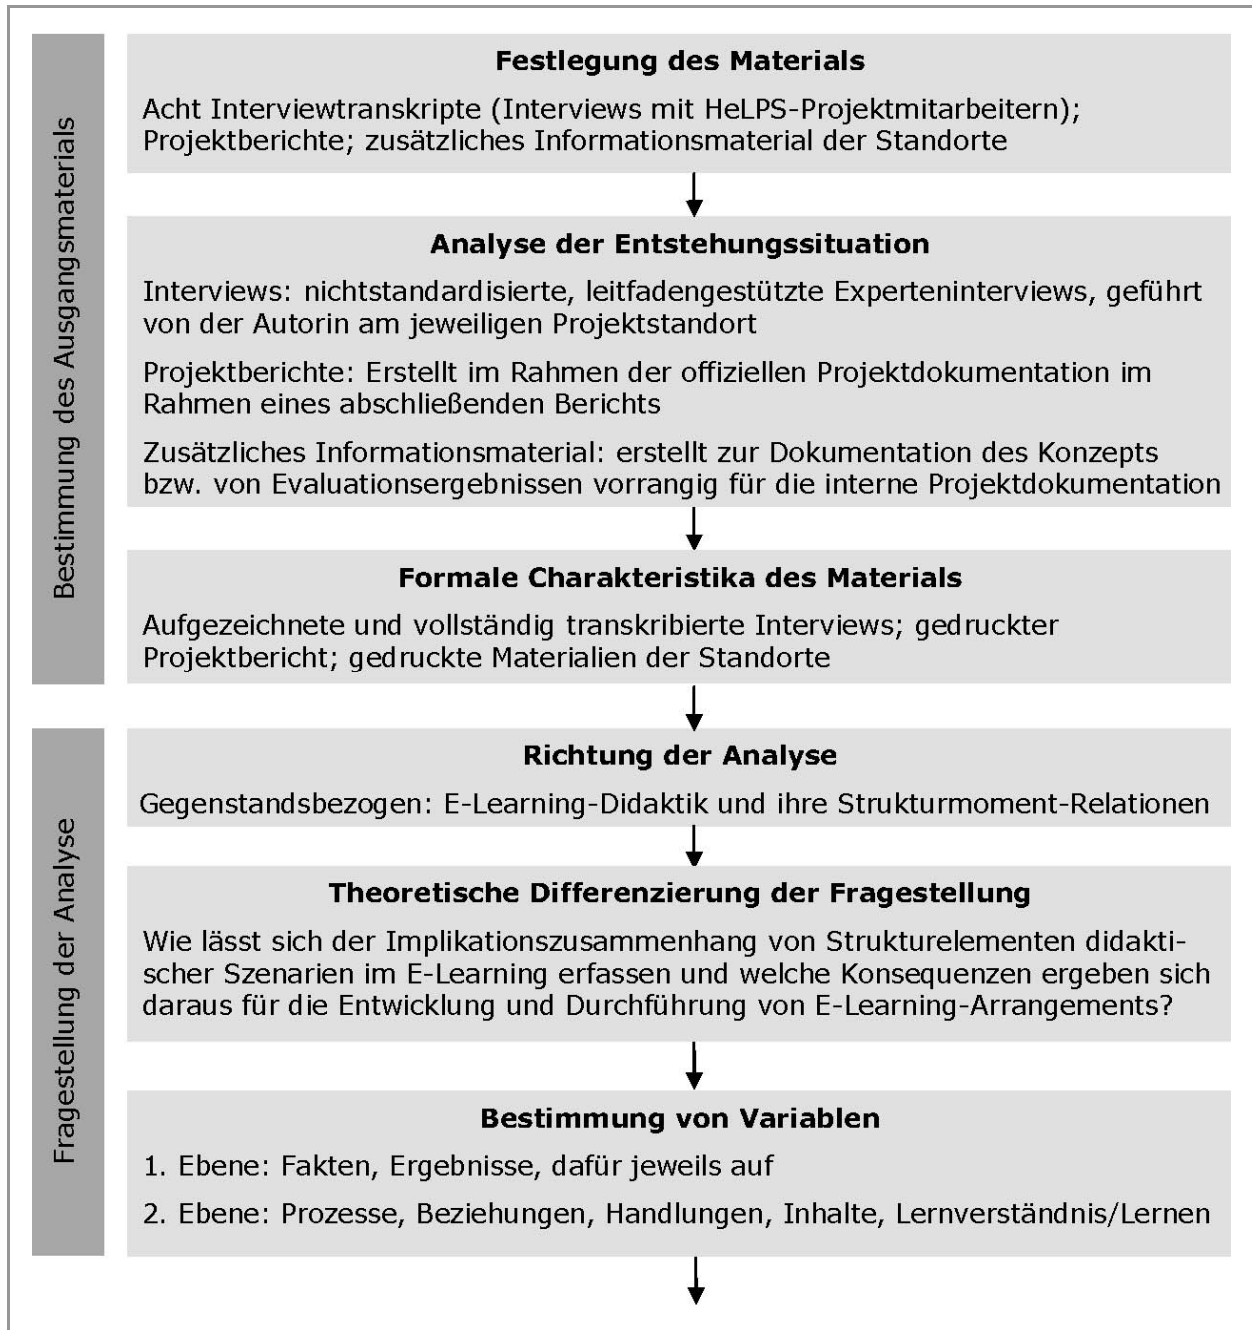 Bestimmung des Ausgangsmaterials
Festlegung des Materials
Acht Interviewtranskripte (Interviews mit HeLPS-Projektmitarbeitern);
Projektberichte; zusätzliches Informationsmaterial der Standorte
Analyse der Entstehungssituation
Interviews: nichtstandardisierte, leitfadengestützte Experteninterviews, geführt
von der Autorin am jeweiligen Projektstandort
Projektberichte: Erstellt im Rahmen der offiziellen Projektdokumentation im
Rahmen eines abschließenden Berichts
Zusätzliches Informationsmaterial: erstellt zur Dokumentation des Konzepts
bzw. von Evaluationsergebnissen vorrangig für die interne Projektdokumentation
Formale Charakteristika des Materials
Aufgezeichnete und vollständig transkribierte Interviews; gedruckter
Projektbericht; gedruckte Materialien der Standorte
Fragestellung der Analyse
Richtung der Analyse
Gegenstandsbezogen: E-Learning-Didaktik und ihre Strukturmoment-Relationen
Theoretische Differenzierung der Fragestellung
Wie lässt sich der Implikationszusammenhang von Strukturelementen didakti-
scher Szenarien im E-Learning erfassen und welche Konsequenzen ergeben sich
daraus für die Entwicklung und Durchführung von E-Learning-Arrangements?
Bestimmung von Variablen
1. Ebene: Fakten, Ergebnisse, dafür jeweils auf
2. Ebene: Prozesse, Beziehungen, Handlungen, Inhalte, Lernverständnis/Lernen